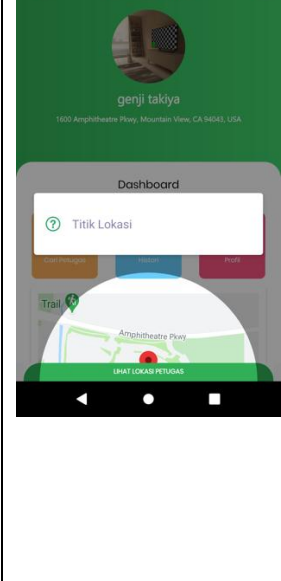 genji takiya
1600 Amphitheatre Pkwy, Mountain View, CA 94043, USA
Dashboard
Titik Lokasi
Cari Petugas
Histori
Profil
Trail
Amphitheatre Pkwy
LIHAT LOKASI PETUGAS